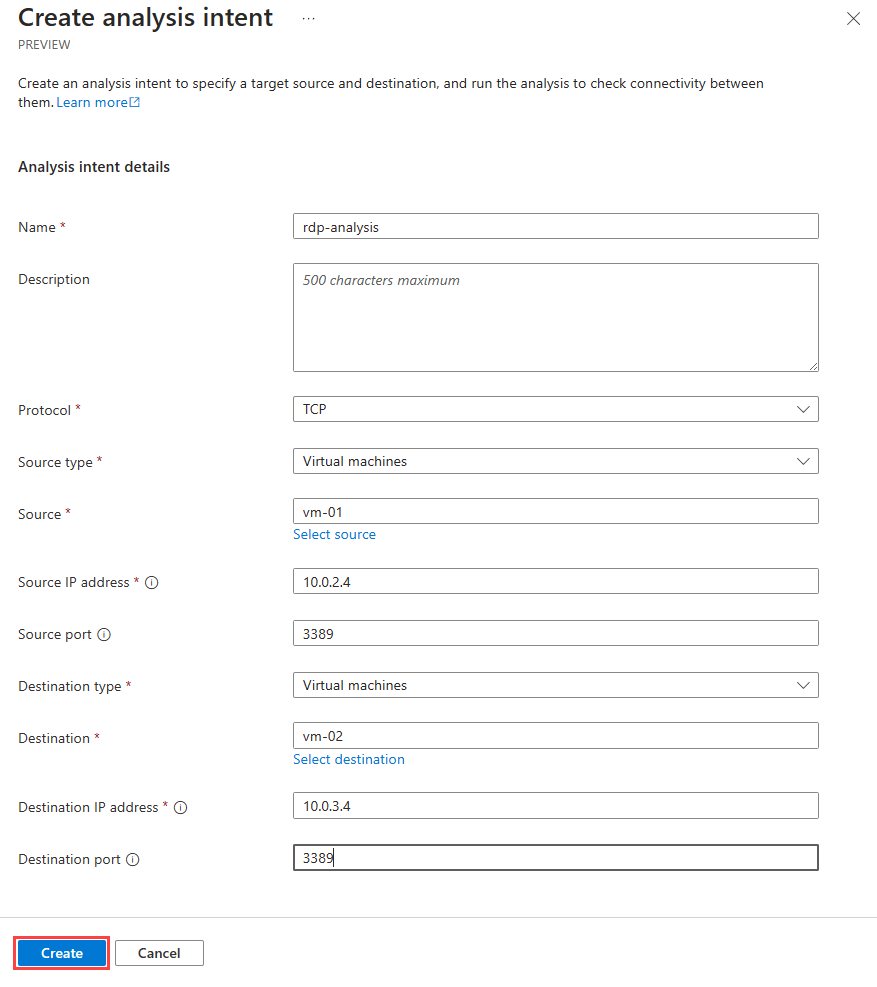 Create analysis intent ...
PREVIEW
Create an analysis intent to specify a target source and destination, and run the analysis to check connectivity between
them. Learn more
Analysis intent details
Name * rdp-analysis
Description 500 characters maximum
Protocol * TCP
Source type * Virtual machines
Source * vm-01
Select source
Source IP address * 10.0.2.4
Source port 3389
Destination type * Virtual machines
Destination * vm-02
Select destination
Destination IP address * 10.0.3.4
Destination port 3389
Create Cancel